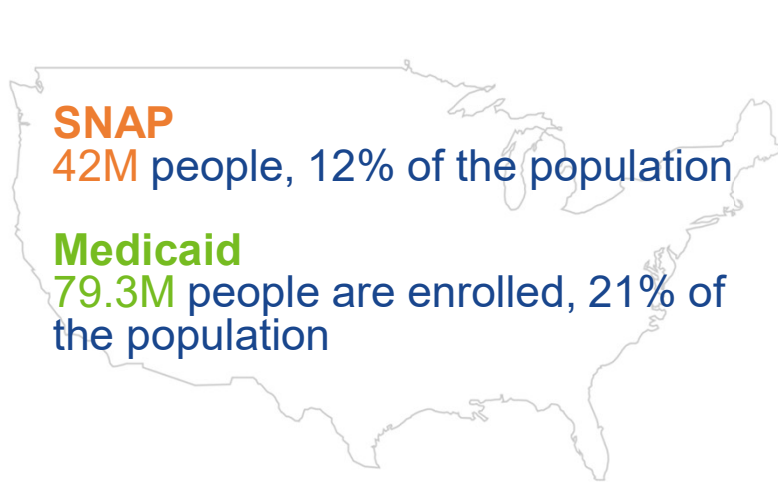 SNAP
42M people, 12% of the population
Medicaid
79.3M people are enrolled, 21% of
the population